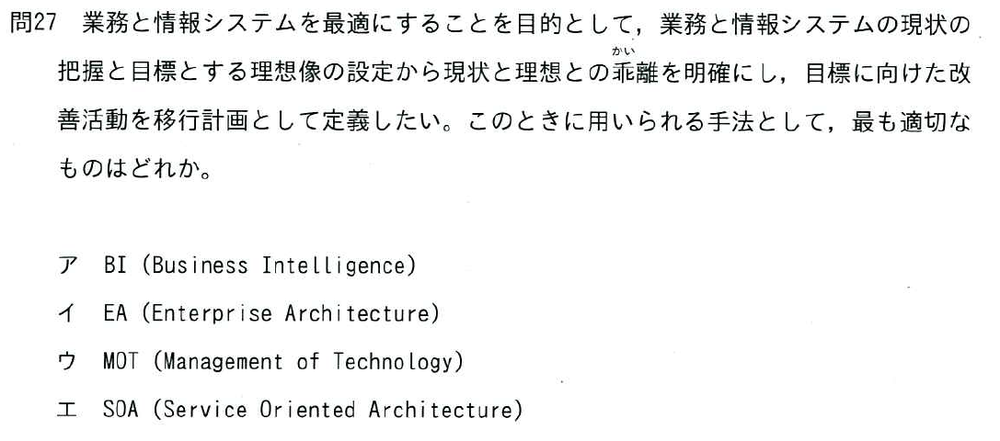 問27 業務と情報システムを最適にすることを目的として，業務と情報システムの現状の
かい
把握と目標とする理想像の設定から現状と理想との乖離を明確にし，目標に向けた改
善活動を移行計画として定義したい。このときに用いられる手法として，最も適切な
ものはどれか。
ア BI (Business Intelligence)
イ EA (Enterprise Architecture)
ウ MOT (Management of Technology)
エ SOA (Service Oriented Architecture)